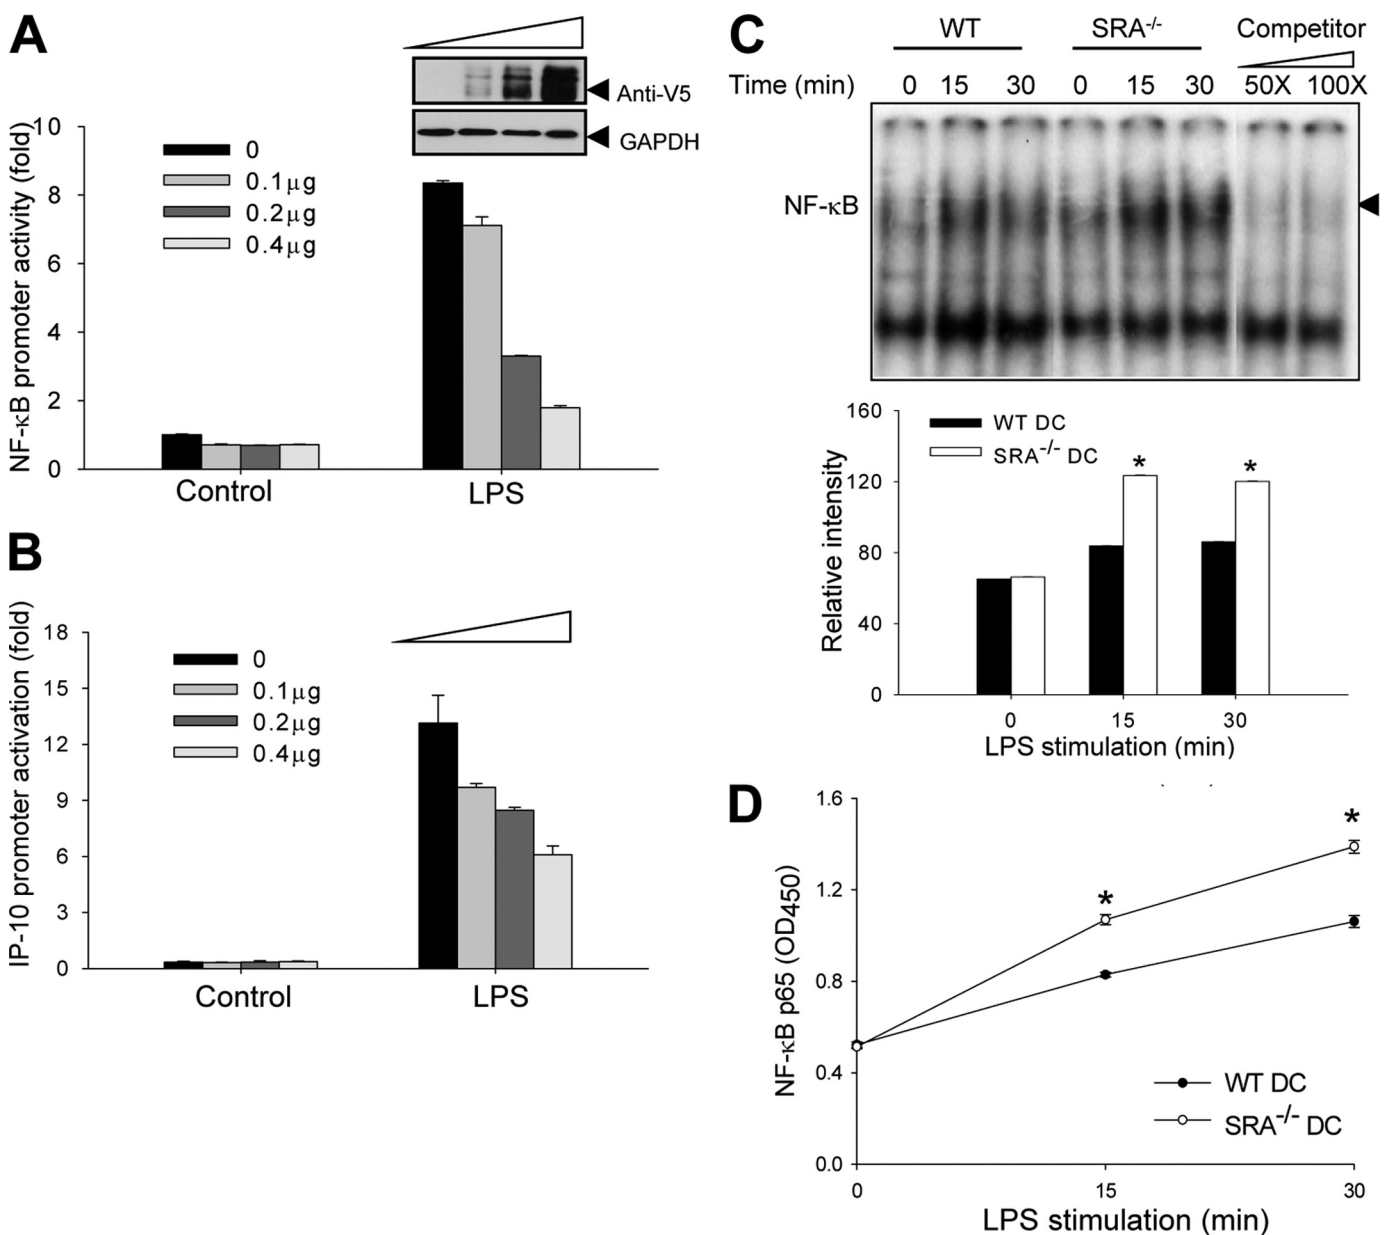 A
Anti-V5
GAPDH
NF-κB promoter activity (fold)
10
8
6
4
2
0
0
0.1μg
0.2μg
0.4μg
Control
LPS
B
IP-10 promoter activation (fold)
18
15
12
9
6
3
0
0
0.1μg
0.2μg
0.4μg
Control
LPS
C
WT SRA-/- Competitor
Time (min) 0 15 30 0 15 30 50X 100X
NF-κB
Relative intensity
160
120
80
40
0
WT DC
SRA-/- DC
* *
0 15 30
LPS stimulation (min)
D
NF-κB p65 (OD450)
1.6
1.2
0.8
0.4
0.0
* *
WT DC
SRA-/- DC
0 15 30
LPS stimulation (min)